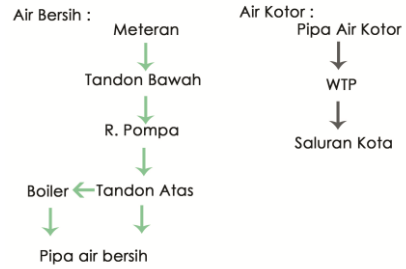 Air Bersih :
Meteran
Tandon Bawah
R. Pompa
Boiler Tandon Atas
Pipa air bersih
Air Kotor :
Pipa Air Kotor
WTP
Saluran Kota